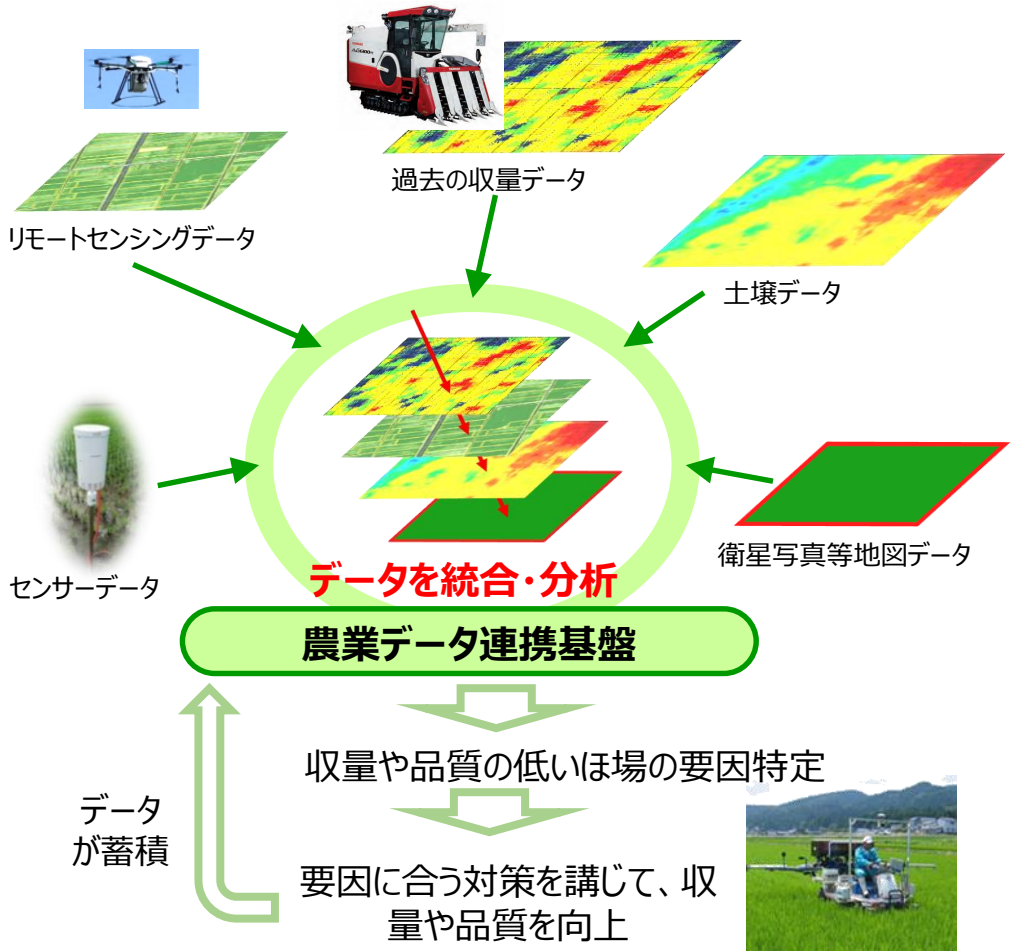 過去の収量データ
リモートセンシングデータ
土壌データ
センサーデータ
衛星写真等地図データ
データを統合・分析
農業データ連携基盤
収量や品質の低いほ場の要因特定
データ
が蓄積
要因に合う対策を講じて、収
量や品質を向上